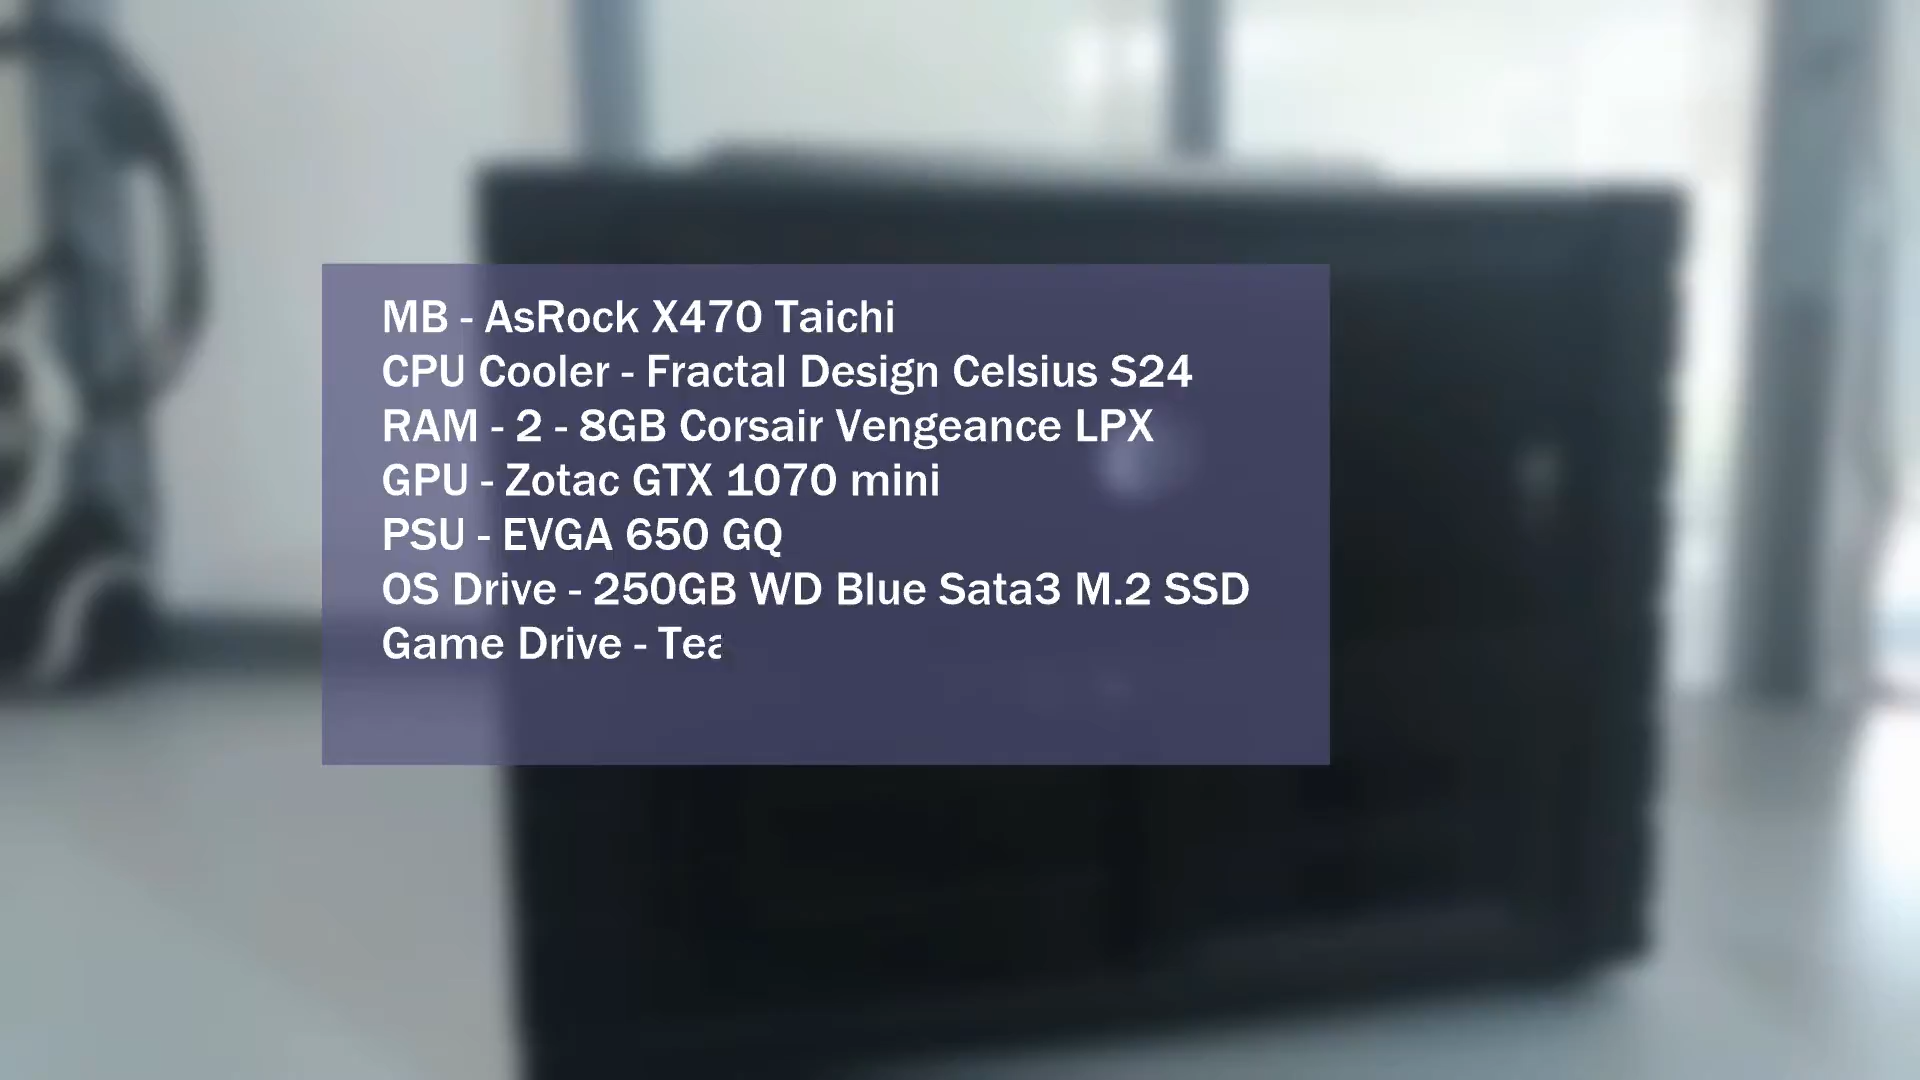 MB - AsRock X470 Taichi
CPU Cooler - Fractal Design Celsius S24
RAM - 2 - 8GB Corsair Vengeance LPX
GPU - Zotac GTX 1070 mini
PSU - EVGA 650 GQ
OS Drive - 250GB WD Blue Sata3 M.2 SSD
Game Drive - Tea